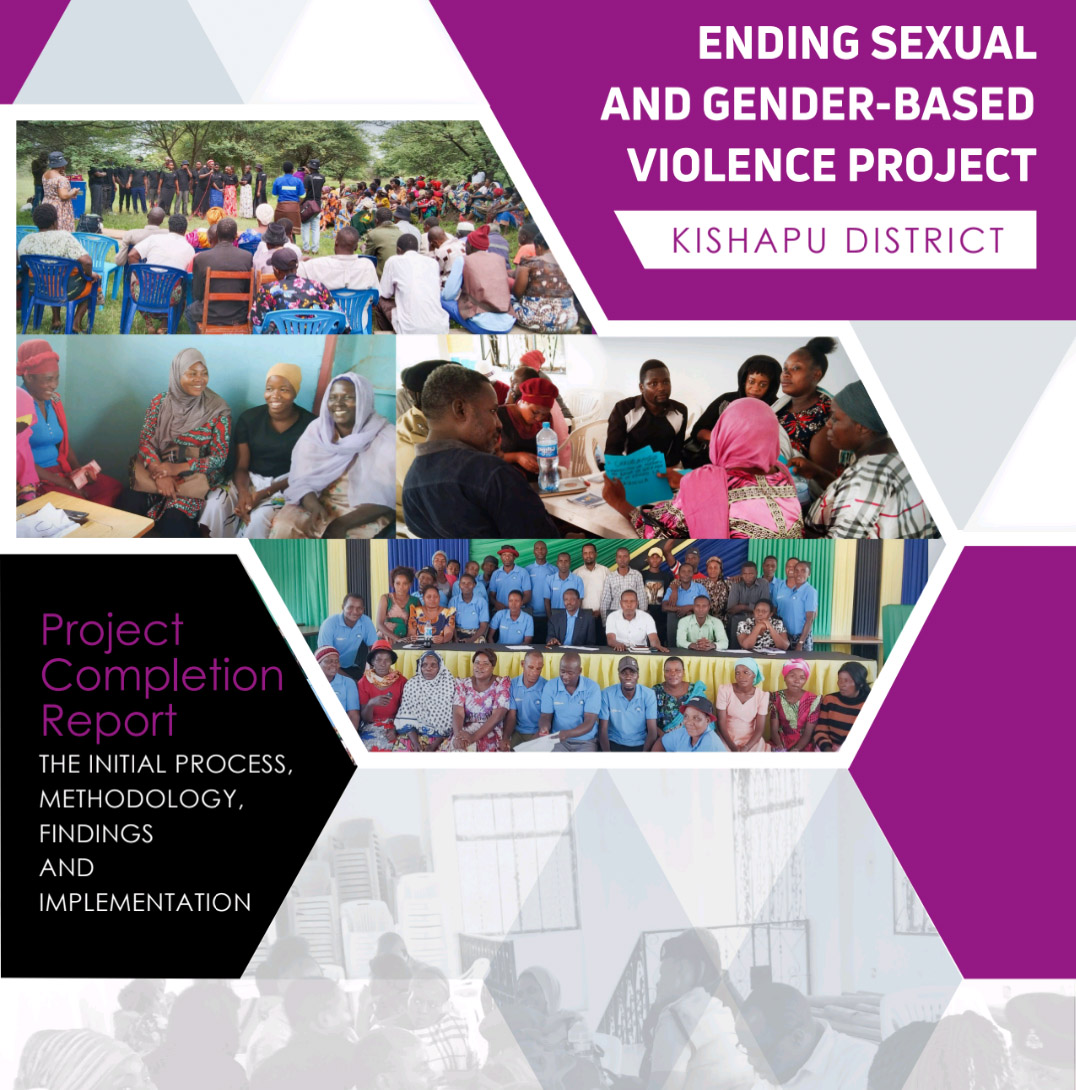 ENDING SEXUAL
AND GENDER-BASED
VIOLENCE PROJECT
KISHAPU DISTRICT
Project
Completion
Report
THE INITIAL PROCESS,
METHODOLOGY,
FINDINGS
AND
IMPLEMENTATION